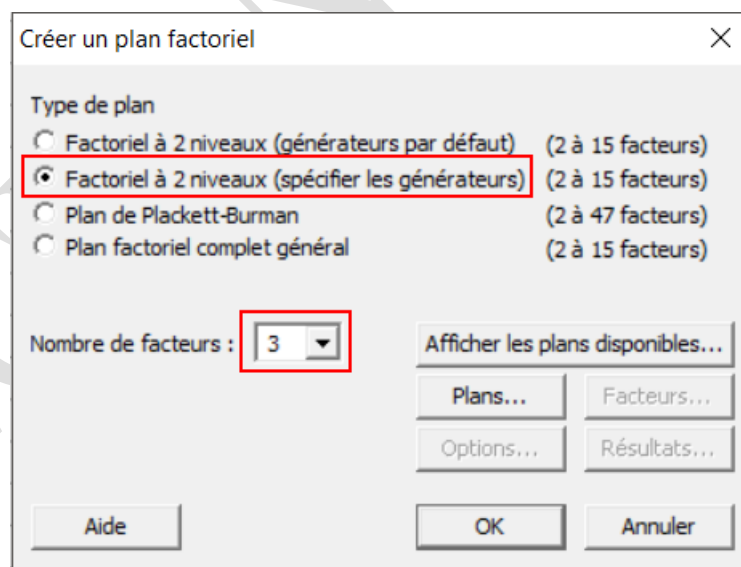 Créer un plan factoriel
Type de plan
Factoriel à 2 niveaux (générateurs par défaut) (2 à 15 facteurs)
Factoriel à 2 niveaux (spécifier les générateurs) (2 à 15 facteurs)
Plan de Plackett-Burman (2 à 47 facteurs)
Plan factoriel complet général (2 à 15 facteurs)
Nombre de facteurs : 3 Afficher les plans disponibles...
Plans... Facteurs...
Options... Résultats...
Aide OK Annuler